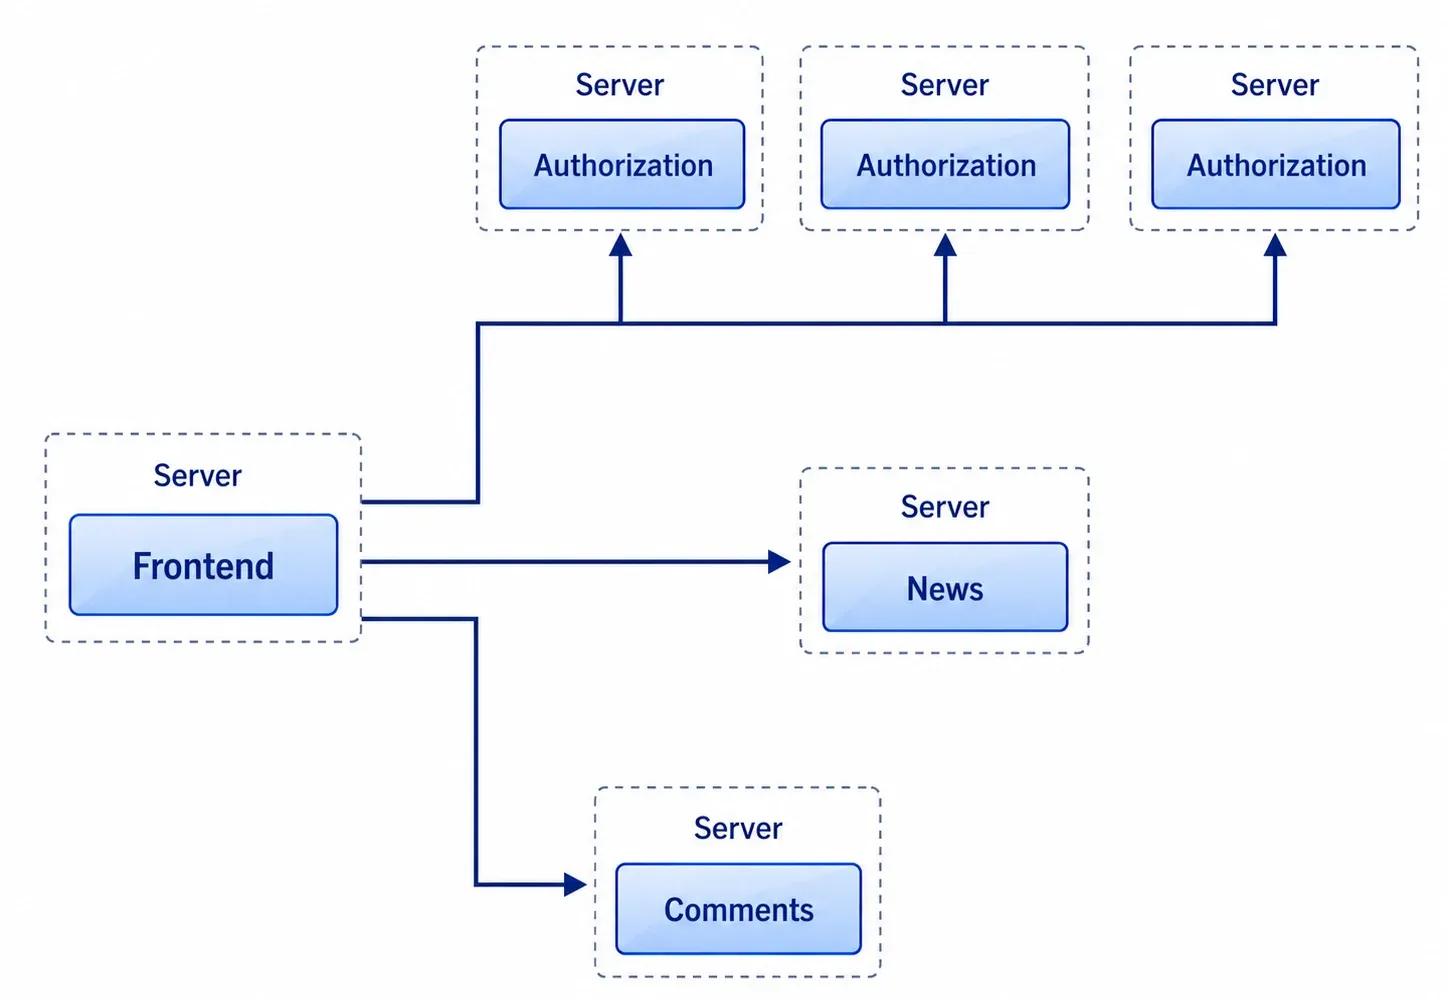 Server
Authorization
Server
Authorization
Server
Authorization
Server
Frontend
Server
News
Server
Comments